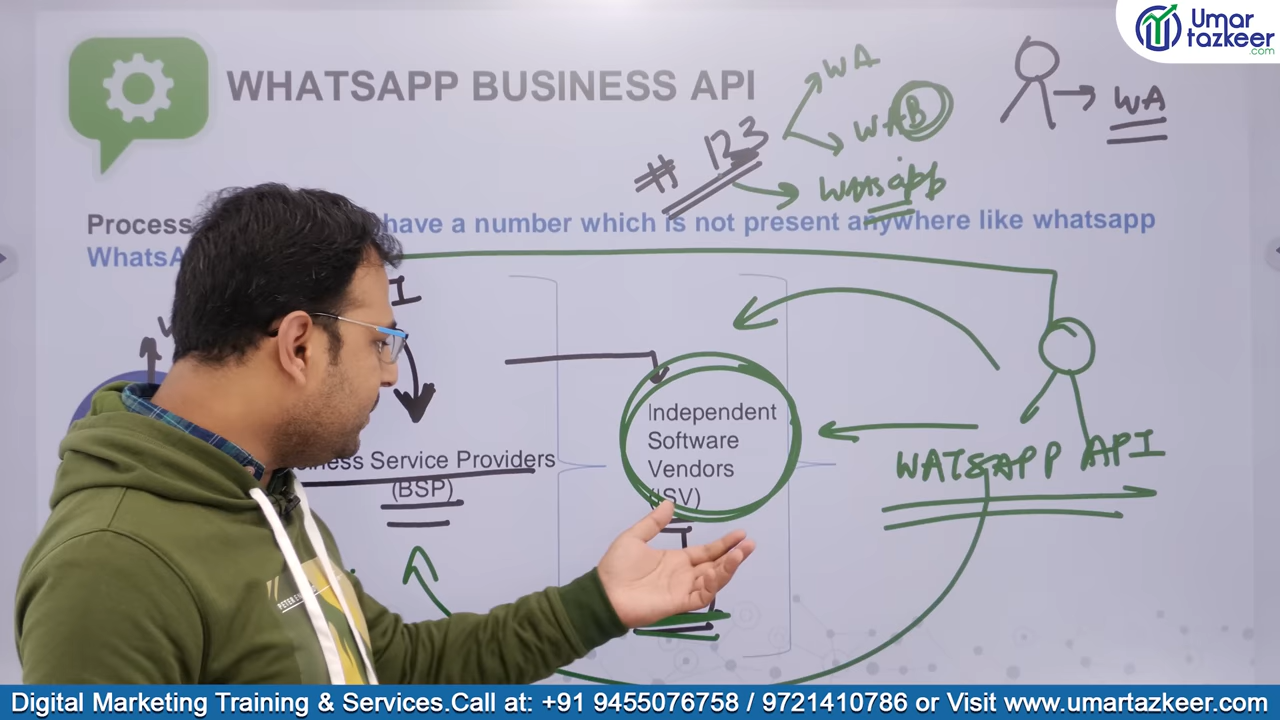 Umar
tazkeer
.com
WHATSAPP BUSINESS API
WA
WAB
# 123
Whatsapp
WA
Process have a number which is not present anywhere like whatsapp
WhatsA
I
Independent
Software
Vendors
(ISV)
WATSAPP API
ness Service Providers
(BSP)
PETER EN
Digital Marketing Training & Services.Call at: +91 9455076758 / 9721410786 or Visit www.umartazkeer.com